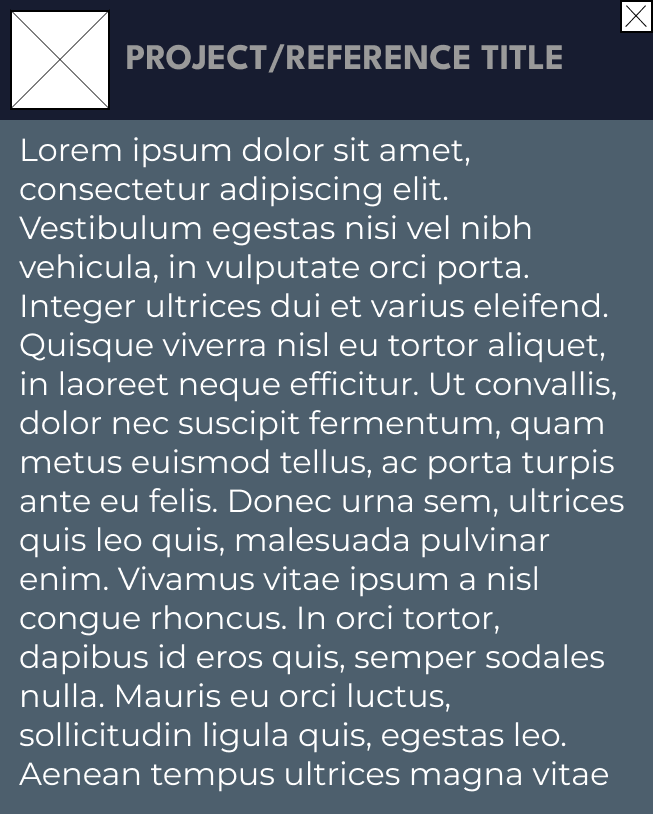 PROJECT/REFERENCE TITLE
Lorem ipsum dolor sit amet,
consectetur adipiscing elit.
Vestibulum egestas nisi vel nibh
vehicula, in vulputate orci porta.
Integer ultrices dui et varius eleifend.
Quisque viverra nisl eu tortor aliquet,
in laoreet neque efficitur. Ut convallis,
dolor nec suscipit fermentum, quam
metus euismod tellus, ac porta turpis
ante eu felis. Donec urna sem, ultrices
quis leo quis, malesuada pulvinar
enim. Vivamus vitae ipsum a nisl
congue rhoncus. In orci tortor,
dapibus id eros quis, semper sodales
nulla. Mauris eu orci luctus,
sollicitudin ligula quis, egestas leo.
Aenean tempus ultrices magna vitae